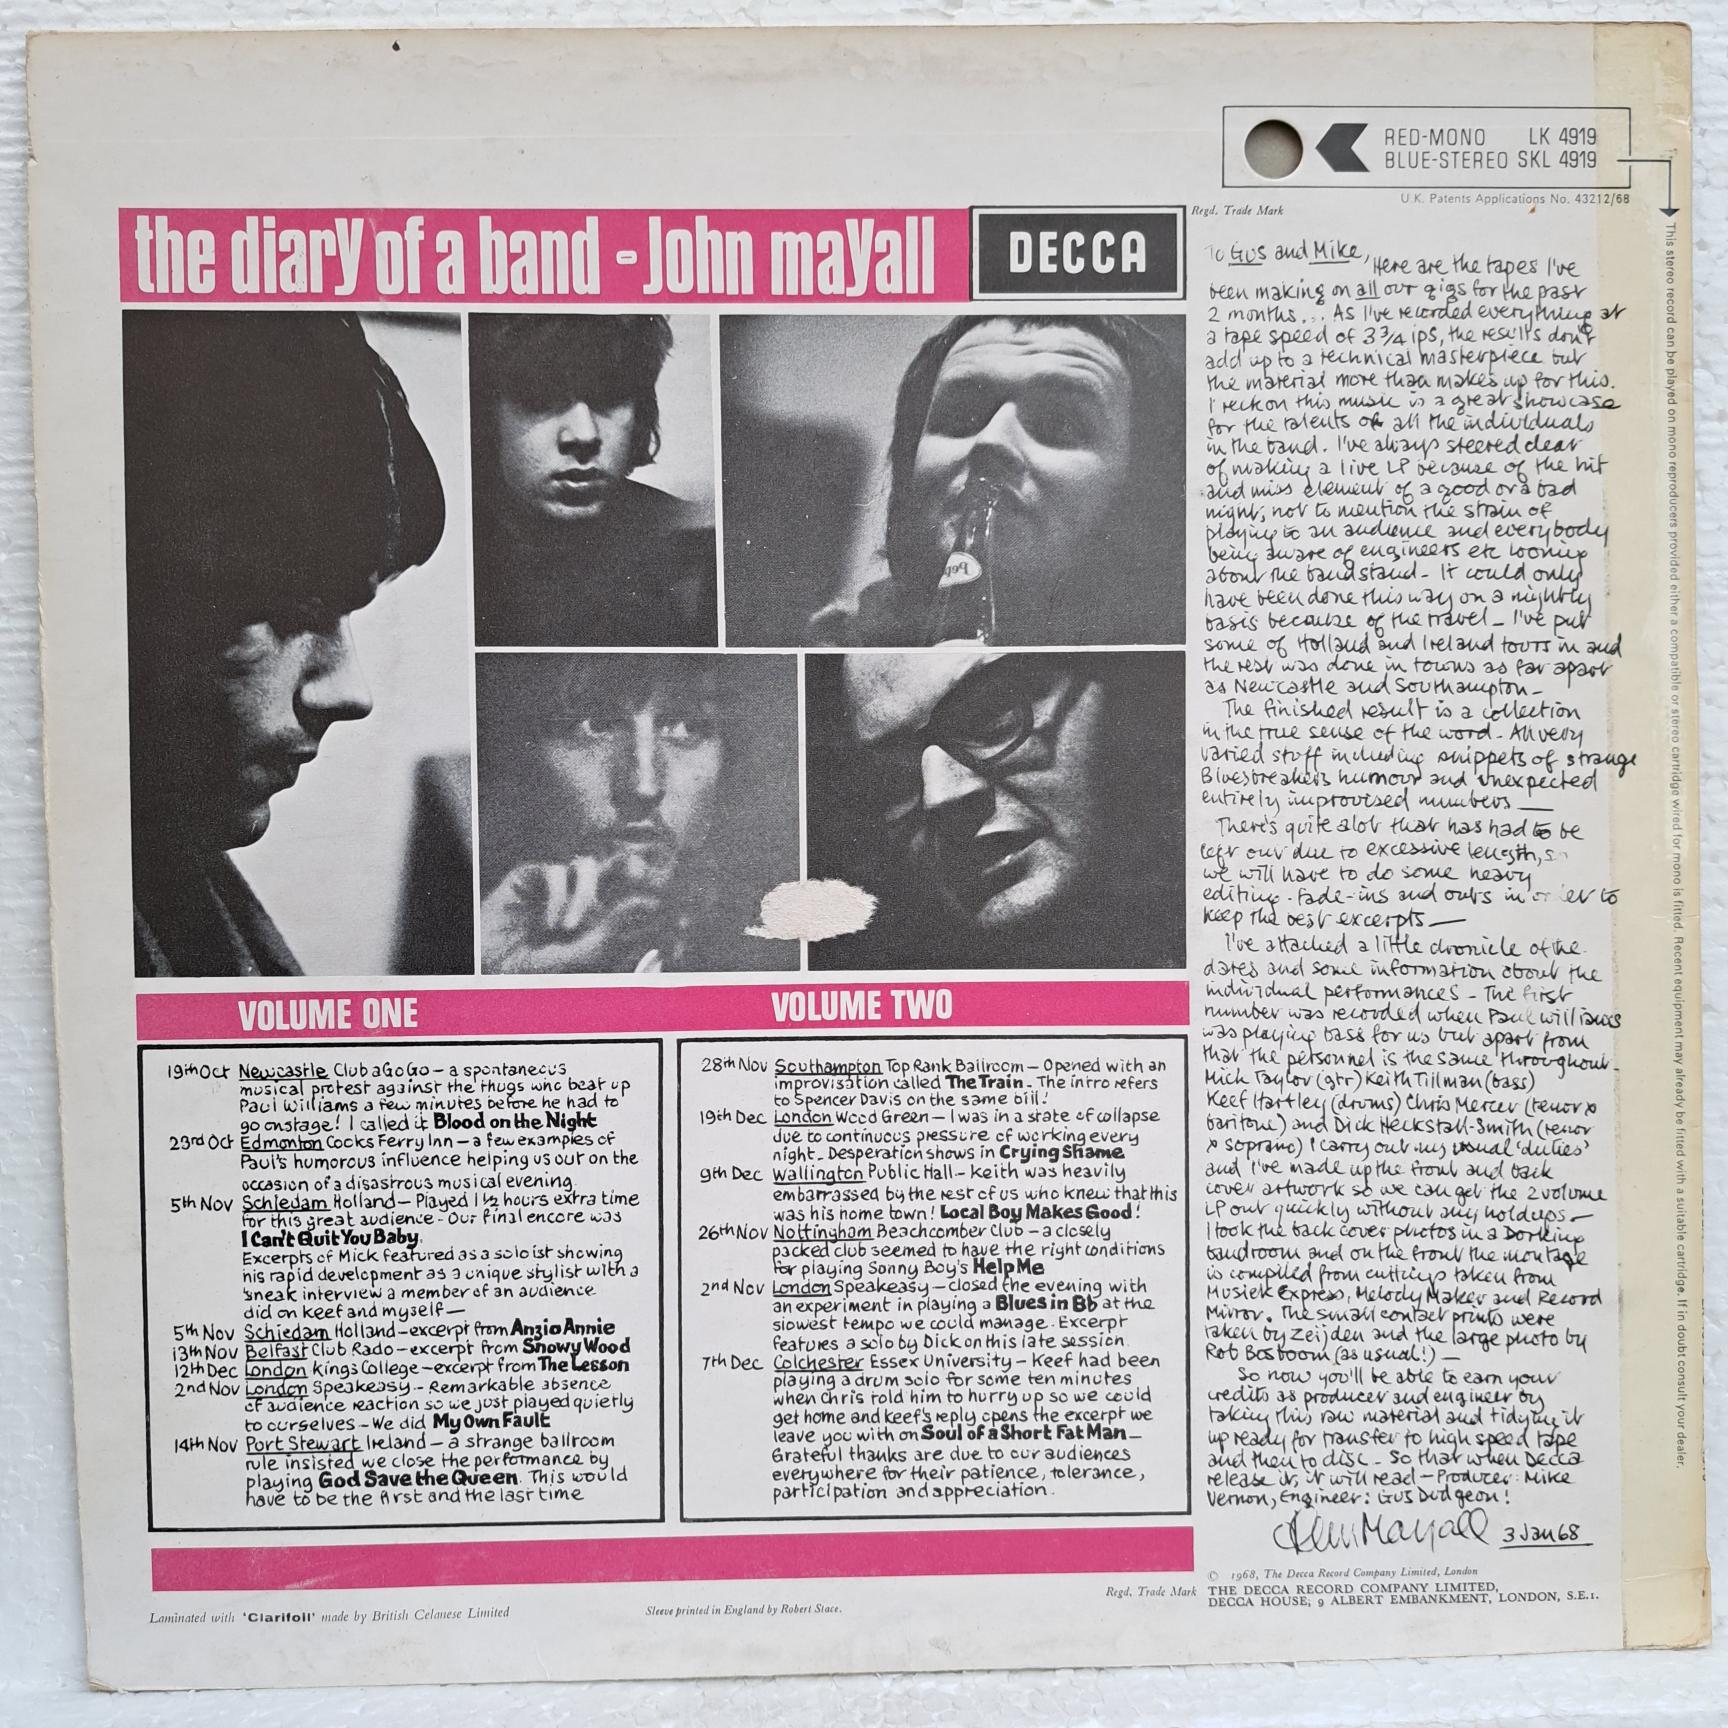 RED-MONO LK 4919
BLUE-STEREO SKL 4919
U.K. Patents Applications No. 43212/68
the diary of a band - John mayall
DECCA
Regd. Trade Mark
This stereo record can be played on mono reproducers provided either a compatible or stereo cartridge wired for mono is fitted. Recent equipment may already be fitted with a suitable cartridge. If in doubt consult your dealer.
To Gus and Mike,
Here are the tapes I've
been making on all our gigs for the past
2 months... As I've recorded everything at
a tape speed of 3 3/4 ips, the results don't
add up to a technical masterpiece but
the material more than makes up for this.
I reckon this music is a great showcase
for the talents of all the individuals
in the band. I've always steered clear
of making a live LP because of the hit
and miss element of a good or a bad
night; not to mention the strain of
playing to an audience and everybody
being aware of engineers etc looning
about the bandstand - It could only
have been done this way on a nightly
basis because of the travel - I've put
some of Holland and Ireland tours in and
the rest was done in towns as far apart
as Newcastle and Southampton -
The finished result is a collection
in the true sense of the word - All very
varied stuff including snippets of strange
Bluesbreakers humour and unexpected
entirely improvised numbers —
There's quite alot that has had to be
left out due to excessive length, so
we will have to do some heavy
editing - fade-ins and outs in order to
keep the best excerpts —
I've attached a little chronicle of the
dates and some information about the
individual performances - The first
number was recorded when Paul Williams
was playing bass for us but apart from
that the personnel is the same throughout -
Mick Taylor (gtr) Keith Tillman (bass)
Keef Hartley (drums) Chris Mercer (tenor x
baritone) and Dick Heckstall-Smith (tenor
x soprano) I carry out my usual 'duties'
and I've made up the front and back
cover artwork so we can get the 2 volume
LP out quickly without any holdups —
I took the back cover photos in a Dorking
bandroom and on the front the montage
is compiled from cuttings taken from
Musiek Express, Melody Maker and Record
Mirror. The small contact prints were
taken by Zeijden and the large photo by
Rob Bosboom (as usual!) —
So now you'll be able to earn your
credits as producer and engineer by
taking this raw material and tidying it
up ready for transfer to high speed tape
and then to disc - So that when Decca
release it, it will read - Producer: Mike
Vernon, Engineer: Gus Dudgeon!
John Mayall 3 Jan 68
Pep
VOLUME ONE
19th Oct Newcastle Club a Go Go - a spontaneous
musical protest against the thugs who beat up
Paul Williams a few minutes before he had to
go onstage! I called it Blood on the Night
23rd Oct Edmonton Cooks Ferry Inn - a few examples of
Paul's humorous influence helping us out on the
occasion of a disastrous musical evening.
5th Nov Schiedam Holland - Played 1 1/2 hours extra time
for this great audience - Our final encore was
I Can't Quit You Baby.
Excerpts of Mick featured as a soloist showing
his rapid development as a unique stylist with a
sneak interview a member of an audience
did on Keef and myself —
5th Nov Schiedam Holland - excerpt from Anzio Annie
13th Nov Belfast Club Rado - excerpt from Snowy Wood
12th Dec London Kings College - excerpt from The Lesson
2nd Nov London Speakeasy - Remarkable absence
of audience reaction so we just played quietly
to ourselves - We did My Own Fault
14th Nov Port Stewart Ireland - a strange ballroom
rule insisted we close the performance by
playing God Save the Queen. This would
have to be the first and the last time
VOLUME TWO
28th Nov Southampton Top Rank Ballroom - Opened with an
improvisation called The Train - The intro refers
to Spencer Davis on the same bill!
19th Dec London Wood Green - I was in a state of collapse
due to continuous pressure of working every
night - Desperation shows in Crying Shame
9th Dec Wallington Public Hall - Keith was heavily
embarrassed by the rest of us who knew that this
was his home town! Local Boy Makes Good!
26th Nov Nottingham Beachcomber Club - a closely
packed club seemed to have the right conditions
for playing Sonny Boy's Help Me
2nd Nov London Speakeasy - closed the evening with
an experiment in playing a Blues in Bb at the
slowest tempo we could manage. Excerpt
features a solo by Dick on this late session.
7th Dec Colchester Essex University - Keef had been
playing a drum solo for some ten minutes
when Chris told him to hurry up so we could
get home and Keef's reply opens the excerpt we
leave you with on Soul of a Short Fat Man -
Grateful thanks are due to our audiences
everywhere for their patience, tolerance,
participation and appreciation.
Laminated with 'Clarifoil' made by British Celanese Limited
Sleeve printed in England by Robert Stace.
Regd. Trade Mark
© 1968, The Decca Record Company Limited, London
THE DECCA RECORD COMPANY LIMITED,
DECCA HOUSE; 9 ALBERT EMBANKMENT, LONDON, S.E.1.